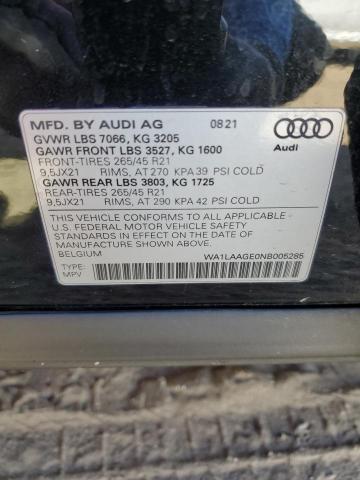 MFD. BY AUDI AG 08 21
GVWR LBS 7066, KG 3205
GAWR FRONT LBS 3527, KG 1600
FRONT-TIRES 265/45 R21
9,5JX21 RIMS, AT 270 KPA 39 PSI COLD
GAWR REAR LBS 3803, KG 1725
REAR-TIRES 265/45 R21
9,5JX21 RIMS, AT 290 KPA 42 PSI COLD
Audi
THIS VEHICLE CONFORMS TO ALL APPLICABLE
U.S. FEDERAL MOTOR VEHICLE SAFETY
STANDARDS IN EFFECT ON THE DATE OF
MANUFACTURE SHOWN ABOVE.
BELGIUM
WA1LAAGE0NB005285
TYPE:
MPV